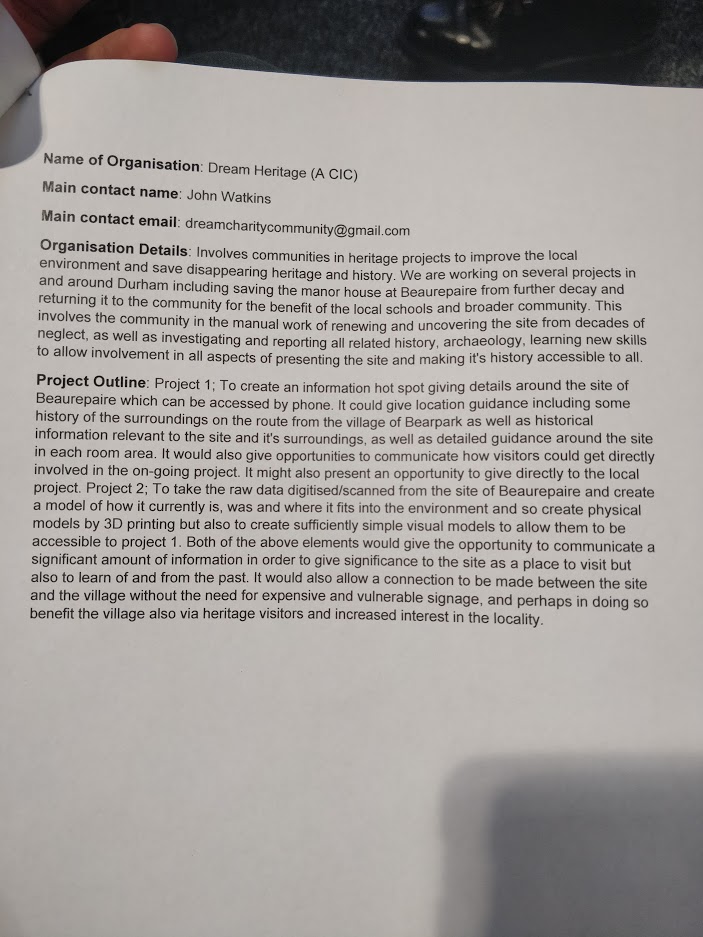 Name of Organisation: Dream Heritage (A CIC)
Main contact name: John Watkins
Main contact email: dreamcharitycommunity@gmail.com
Organisation Details: Involves communities in heritage projects to improve the local
environment and save disappearing heritage and history. We are working on several projects in
and around Durham including saving the manor house at Beaurepaire from further decay and
returning it to the community for the benefit of the local schools and broader community. This
involves the community in the manual work of renewing and uncovering the site from decades of
neglect, as well as investigating and reporting all related history, archaeology, learning new skills
to allow involvement in all aspects of presenting the site and making it's history accessible to all.
Project Outline: Project 1; To create an information hot spot giving details around the site of
Beaurepaire which can be accessed by phone. It could give location guidance including some
history of the surroundings on the route from the village of Bearpark as well as historical
information relevant to the site and it's surroundings, as well as detailed guidance around the site
in each room area. It would also give opportunities to communicate how visitors could get directly
involved in the on-going project. It might also present an opportunity to give directly to the local
project. Project 2; To take the raw data digitised/scanned from the site of Beaurepaire and create
a model of how it currently is, was and where it fits into the environment and so create physical
models by 3D printing but also to create sufficiently simple visual models to allow them to be
accessible to project 1. Both of the above elements would give the opportunity to communicate a
significant amount of information in order to give significance to the site as a place to visit but
also to learn of and from the past. It would also allow a connection to be made between the site
and the village without the need for expensive and vulnerable signage, and perhaps in doing so
benefit the village also via heritage visitors and increased interest in the locality.